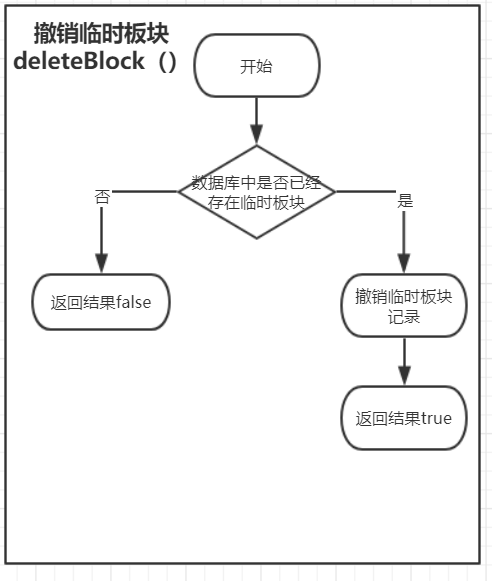 撤销临时板块
deleteBlock（）
开始
数据库中是否已经
存在临时板块
否
是
返回结果false
撤销临时板块
记录
返回结果true